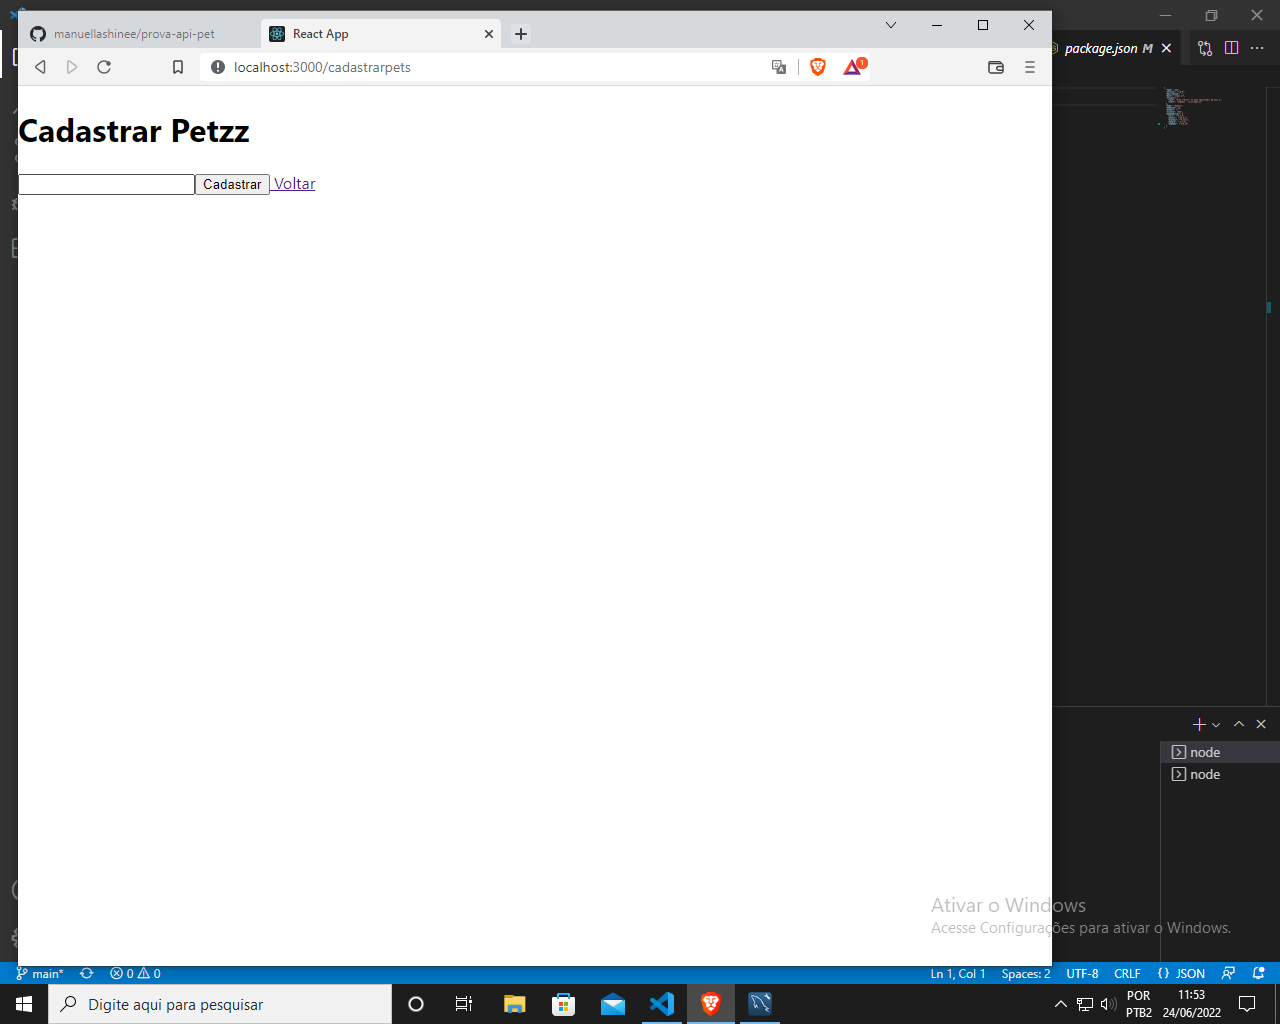 manuellashinee/prova-api-pet
React App
package.json M
localhost:3000/cadastrarpets
1
Cadastrar Petzz
Cadastrar Voltar
node
node
Ativar o Windows
Acesse Configurações para ativar o Windows.
main* 0 0 Ln 1, Col 1 Spaces: 2 UTF-8 CRLF {} JSON
Digite aqui para pesquisar
POR
PTB2
11:53
24/06/2022